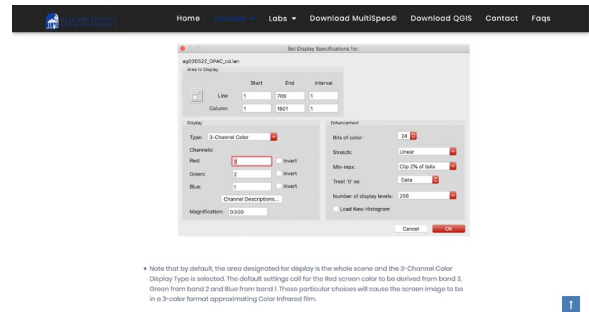 ELIZABETH CITY
STATE UNIVERSITY
Home Courses Labs Download MultiSpec© Download QGIS Contact Faqs
Set Display Specifications for:
ag020522_DPAC_cd.lan
Area to Display
Start End Interval
Line 1 709 1
Column 1 1501 1
Display
Type: 3-Channel Color
Channels:
Red: 3 Invert
Green: 2 Invert
Blue: 1 Invert
Channel Descriptions...
Magnification: 0.500
Enhancement
Bits of color: 24
Stretch: Linear
Min-max: Clip 2% of tails
Treat '0' as: Data
Number of display levels: 256
Load New Histogram
Cancel OK
• Note that by default, the area designated for display is the whole scene and the 3-Channel Color
Display Type is selected. The default settings call for the Red screen color to be derived from band 3,
Green from band 2 and Blue from band 1. These particular choices will cause the screen image to be
in a 3-color format approximating Color Infrared film.